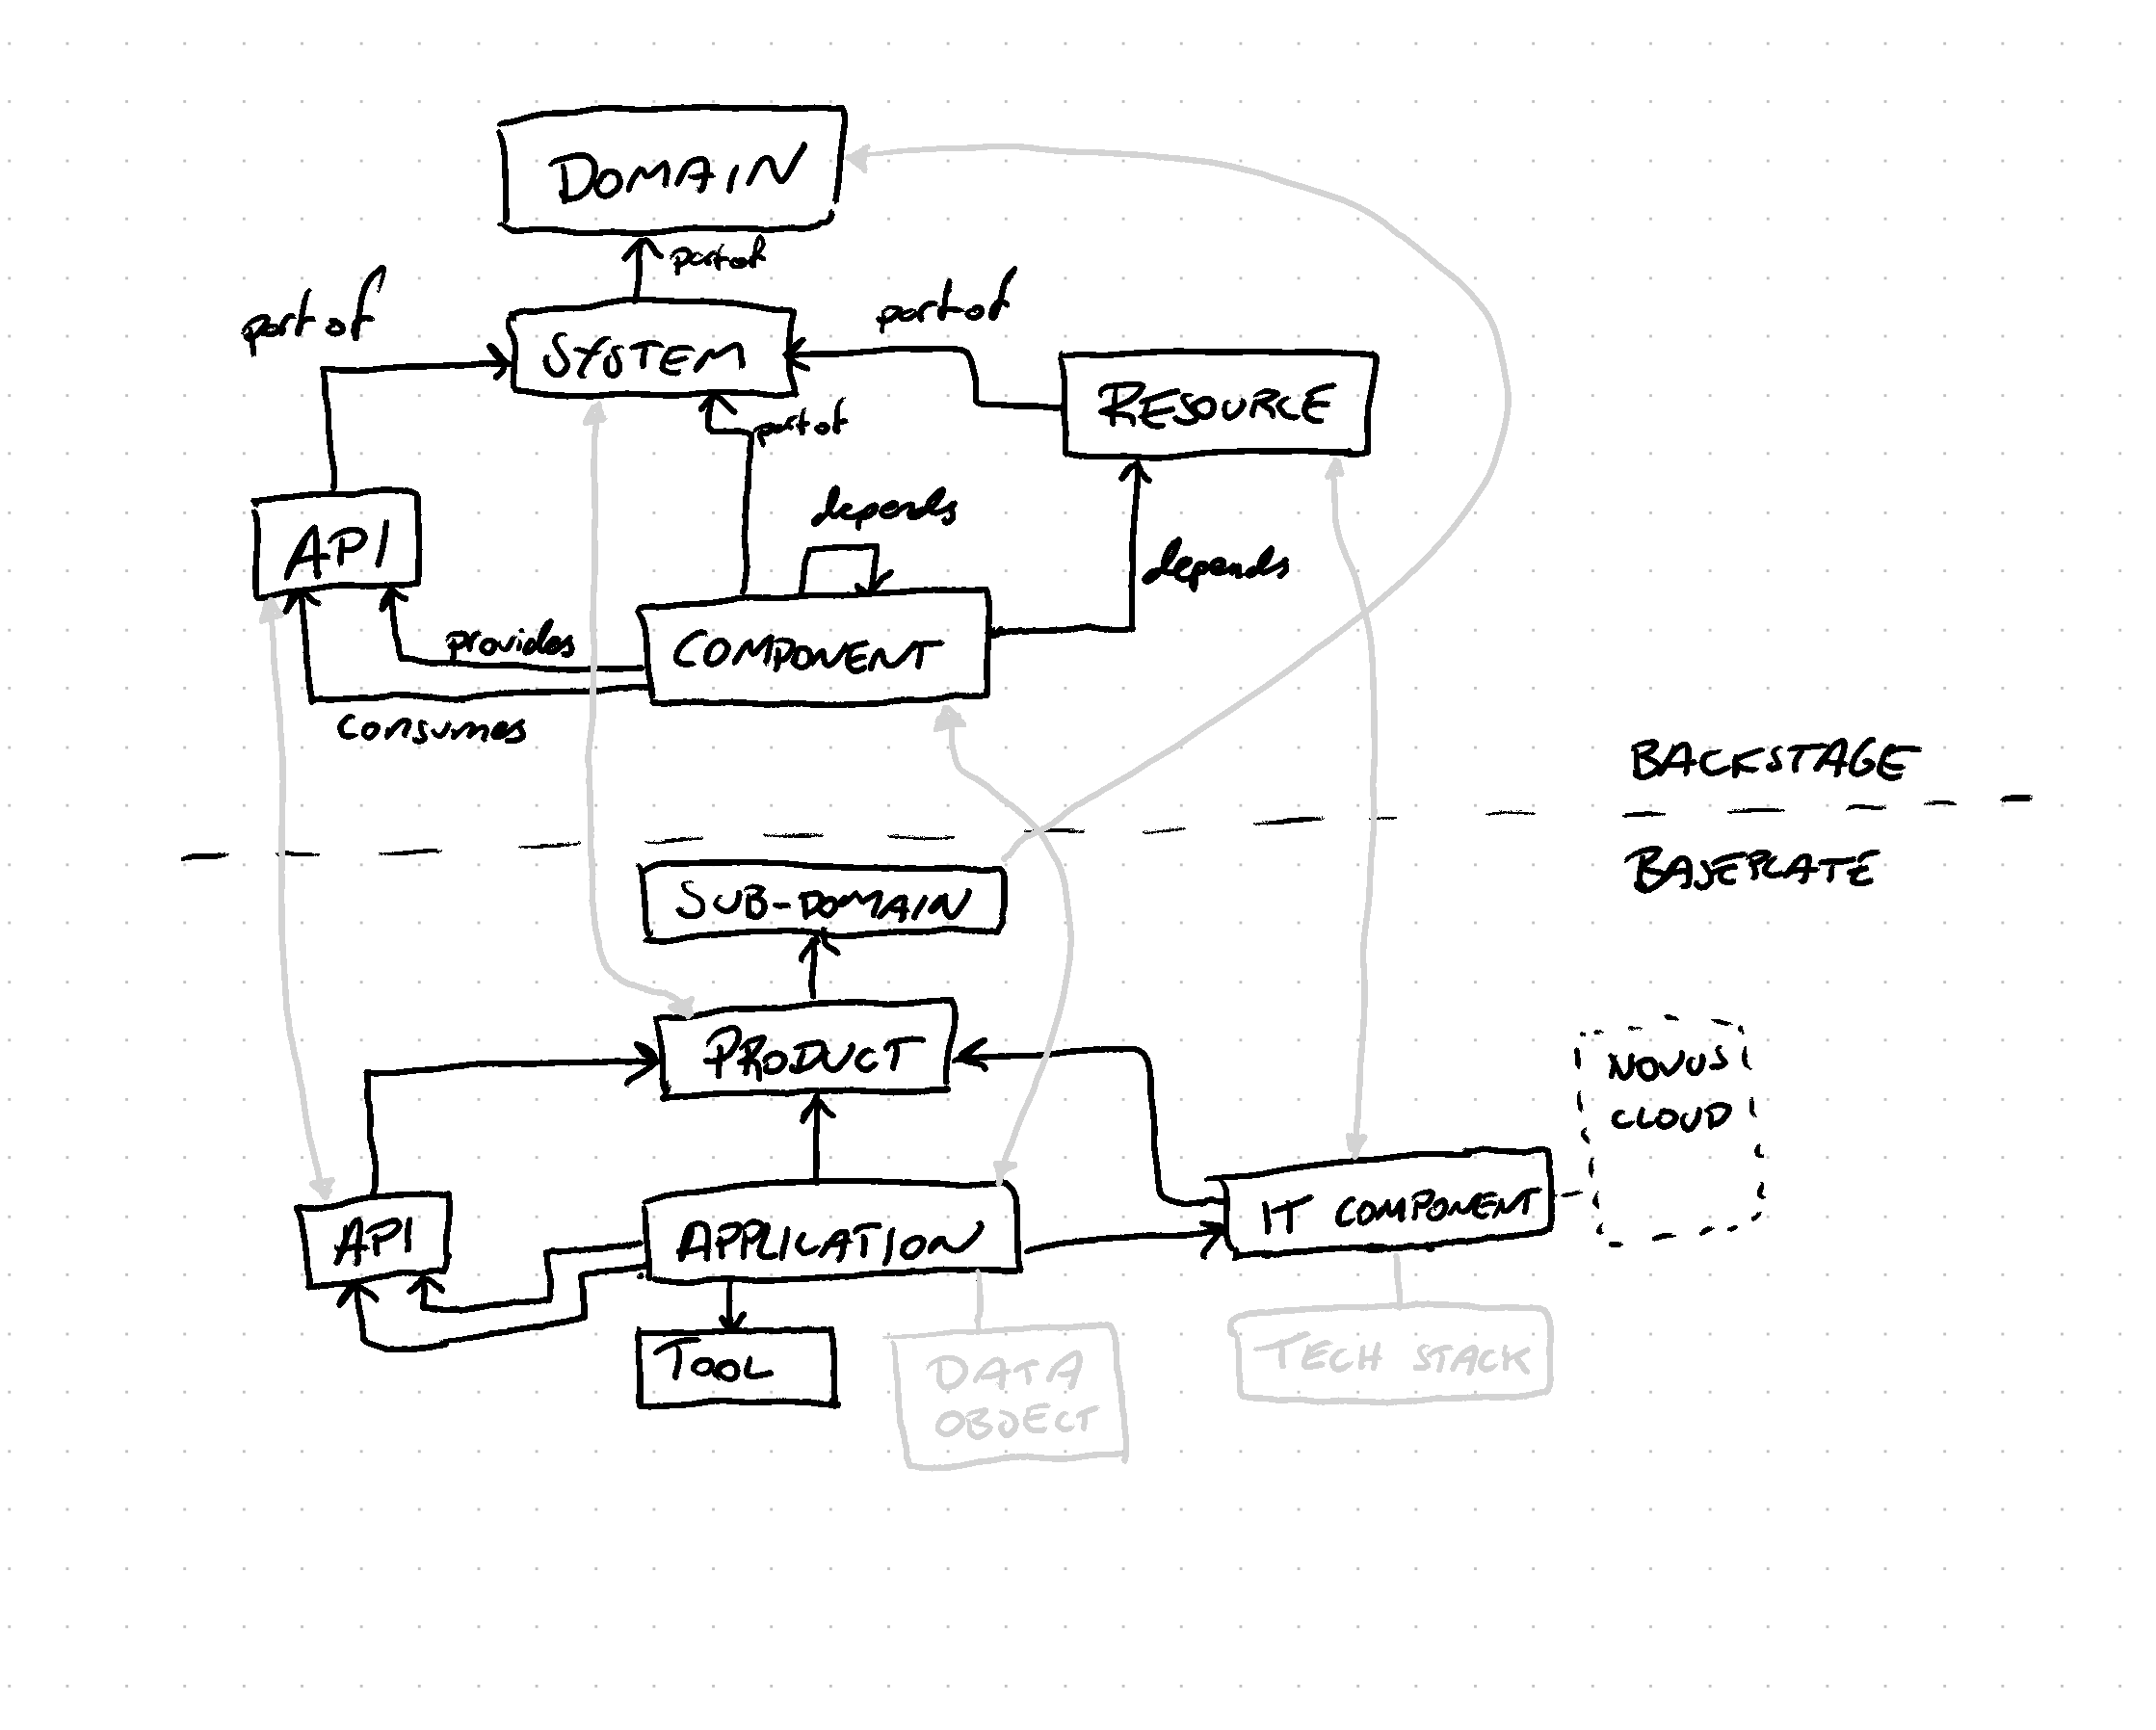 DOMAIN
part of
part of
part of
SYSTEM
RESOURCE
part of
depends
API
depends
provides
COMPONENT
consumes
BACKSTAGE
BASEPLATE
SUB-DOMAIN
PRODUCT
NOVUS
CLOUD
IT COMPONENT
API
APPLICATION
TOOL
DATA
OBJECT
TECH STACK